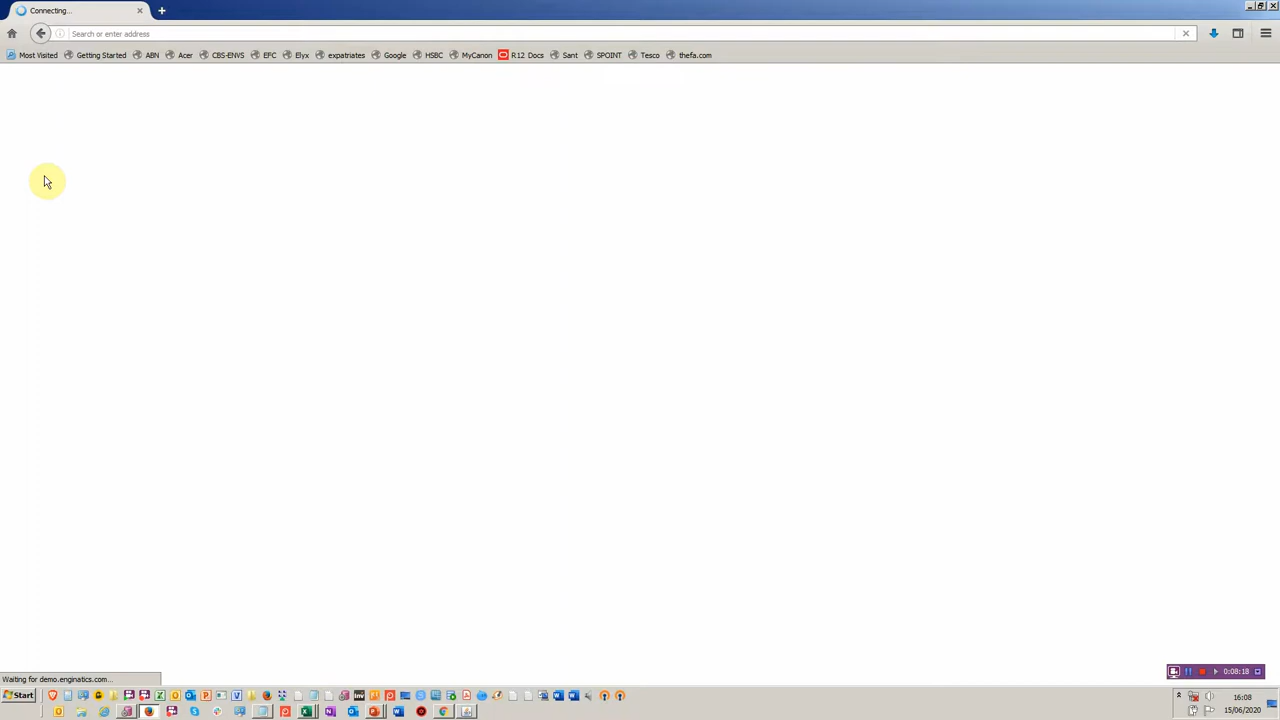 Connecting...
Search or enter address
Most Visited Getting Started ABN Acer CBS-ENVS EFC Elyx expatriates Google HSBC MyCanon R12 Docs Sant SPOINT Tesco thefa.com
Waiting for demo.enginatics.com...
0:08:18
Start
inv
16:08
15/06/2020